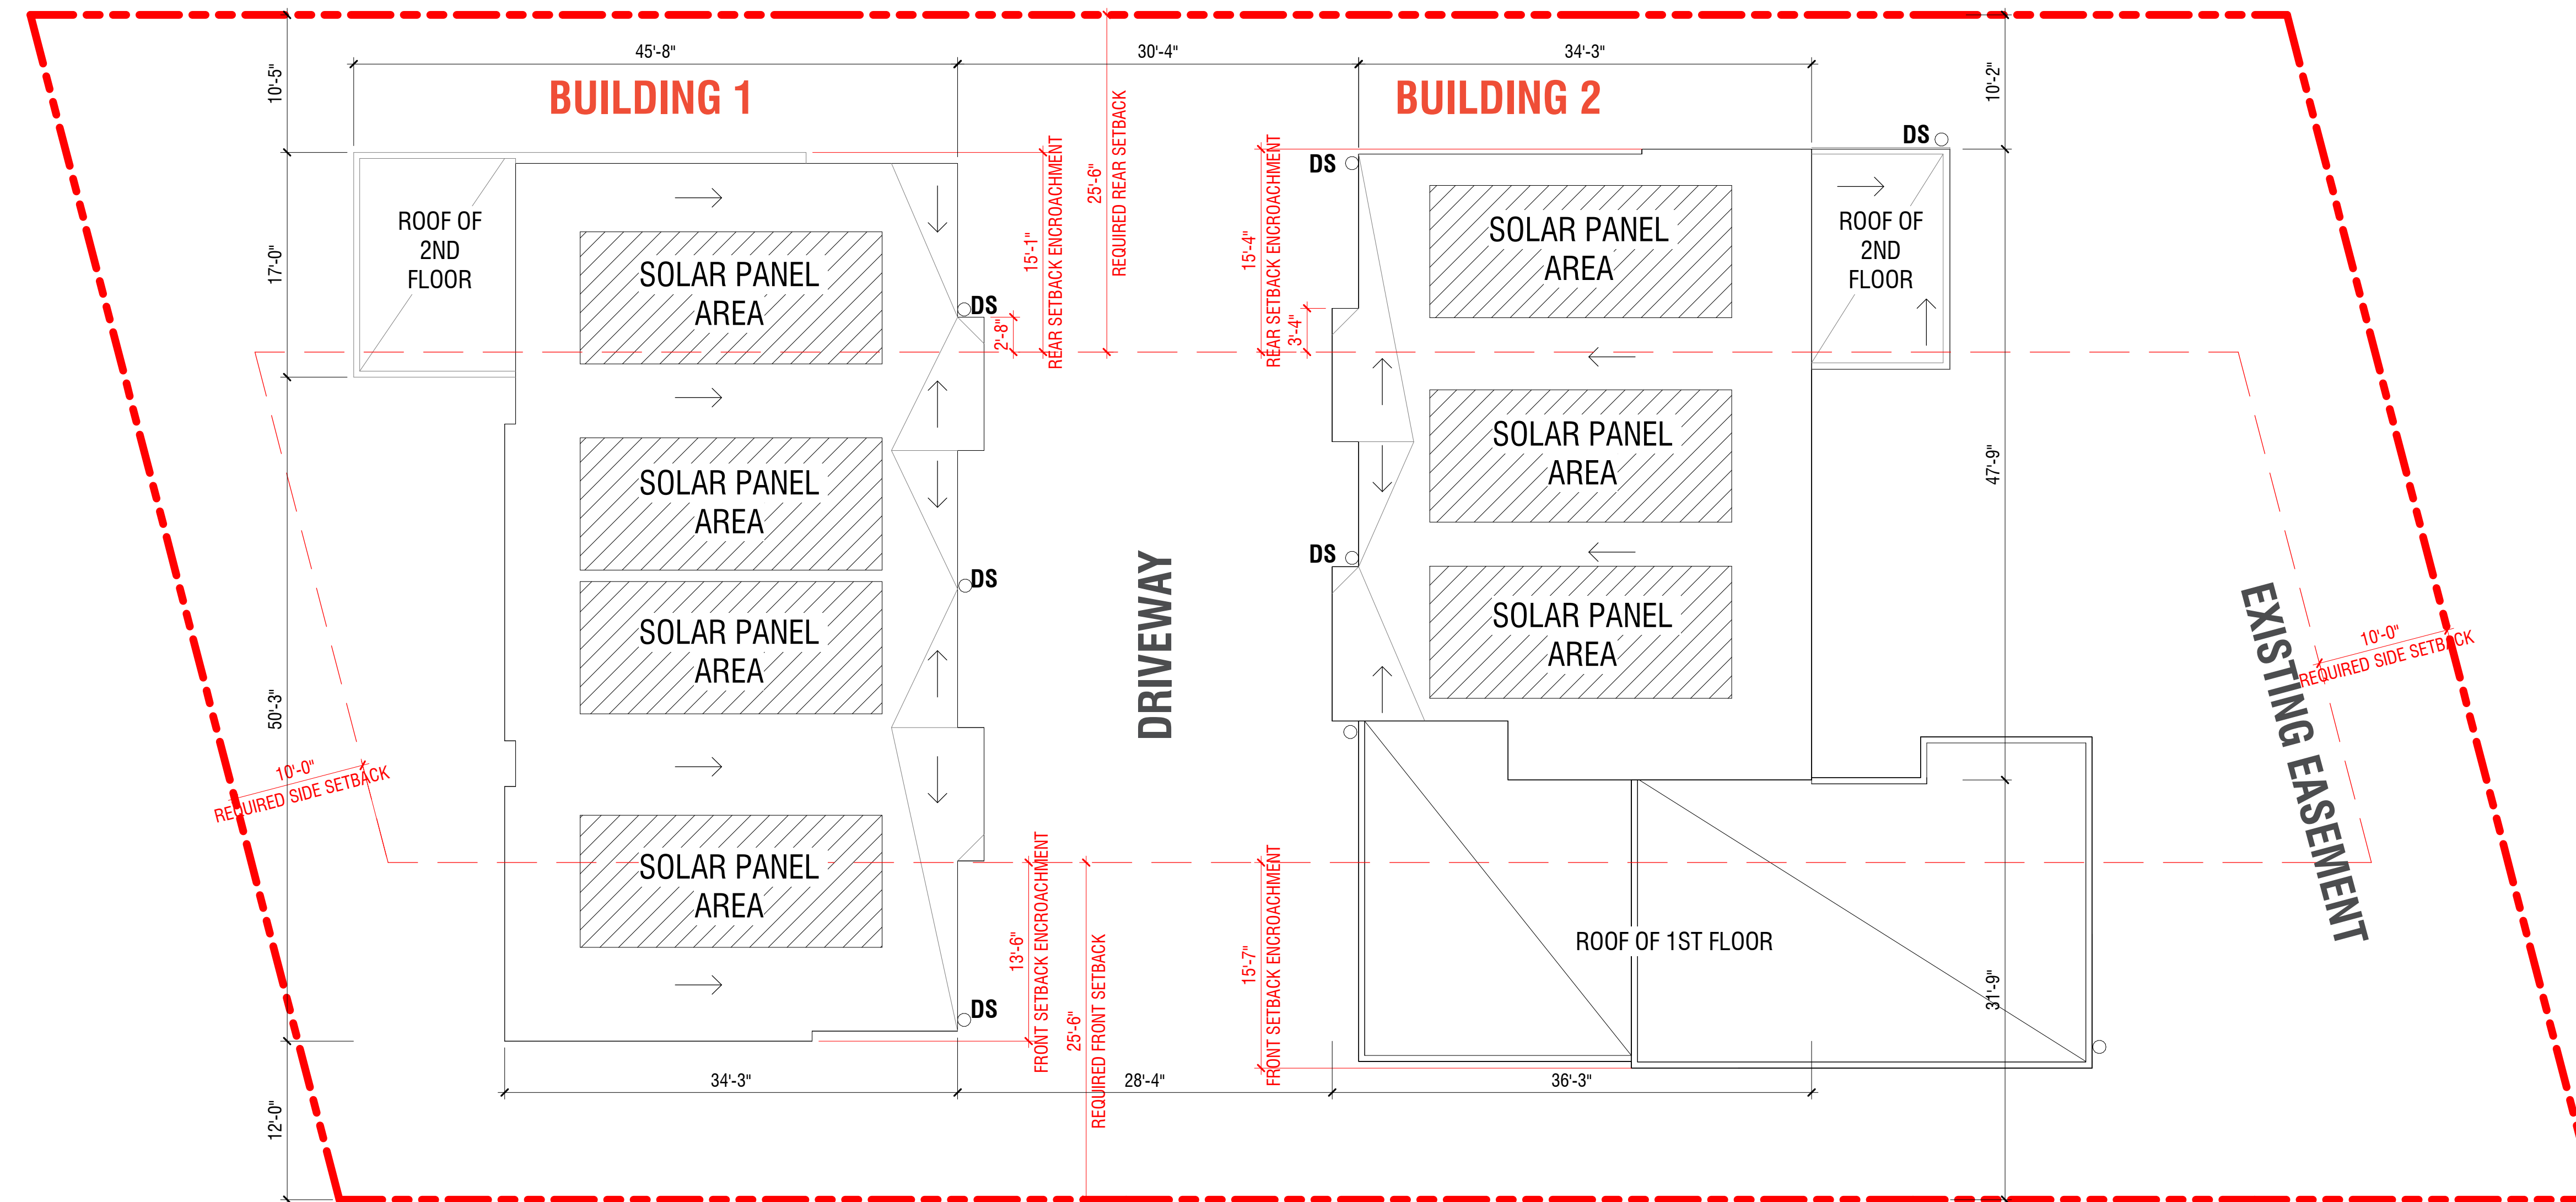 45'-8"
30'-4"
34'-3"
BUILDING 1
BUILDING 2
10'-5"
10'-2"
25'-6"
REQUIRED REAR SETBACK
DS
DS
15'-1"
REAR SETBACK ENCROACHMENT
15'-4"
REAR SETBACK ENCROACHMENT
17'-0"
ROOF OF
2ND
FLOOR
SOLAR PANEL
AREA
SOLAR PANEL
AREA
ROOF OF
2ND
FLOOR
DS
2'-8"
3'-4"
SOLAR PANEL
AREA
SOLAR PANEL
AREA
47'-9"
DS
DS
DRIVEWAY
SOLAR PANEL
AREA
SOLAR PANEL
AREA
EXISTING EASEMENT
10'-0"
REQUIRED SIDE SETBACK
50'-3"
10'-0"
REQUIRED SIDE SETBACK
SOLAR PANEL
AREA
13'-6"
FRONT SETBACK ENCROACHMENT
25'-6"
REQUIRED FRONT SETBACK
15'-7"
FRONT SETBACK ENCROACHMENT
ROOF OF 1ST FLOOR
31'-9"
DS
34'-3"
28'-4"
36'-3"
12'-0"